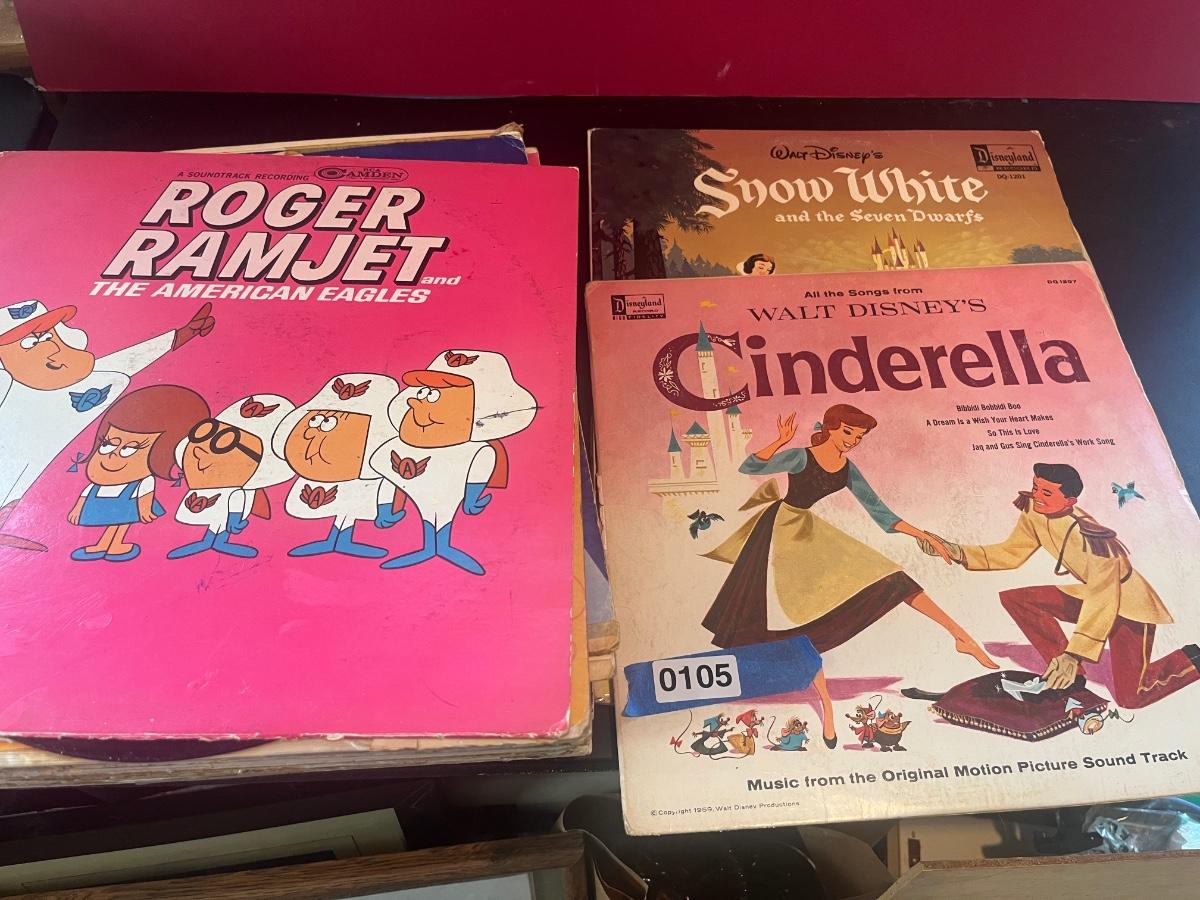 A SOUNDTRACK RECORDING
CAMDEN
ROGER
RAMJET
and
THE AMERICAN EAGLES
R
R
A
A
A
A
A
A
Walt Disney's
Disneyland
DQ-1201
Snow White
and the Seven Dwarfs
Disneyland
RECORD
All the Songs from
WALT DISNEY'S
Cinderella
Bibbidi Bobbidi Boo
A Dream Is a Wish Your Heart Makes
So This Is Love
Jaq and Gus Sing Cinderella's Work Song
0105
Music from the Original Motion Picture Sound Track
© Copyright 1959, Walt Disney Productions